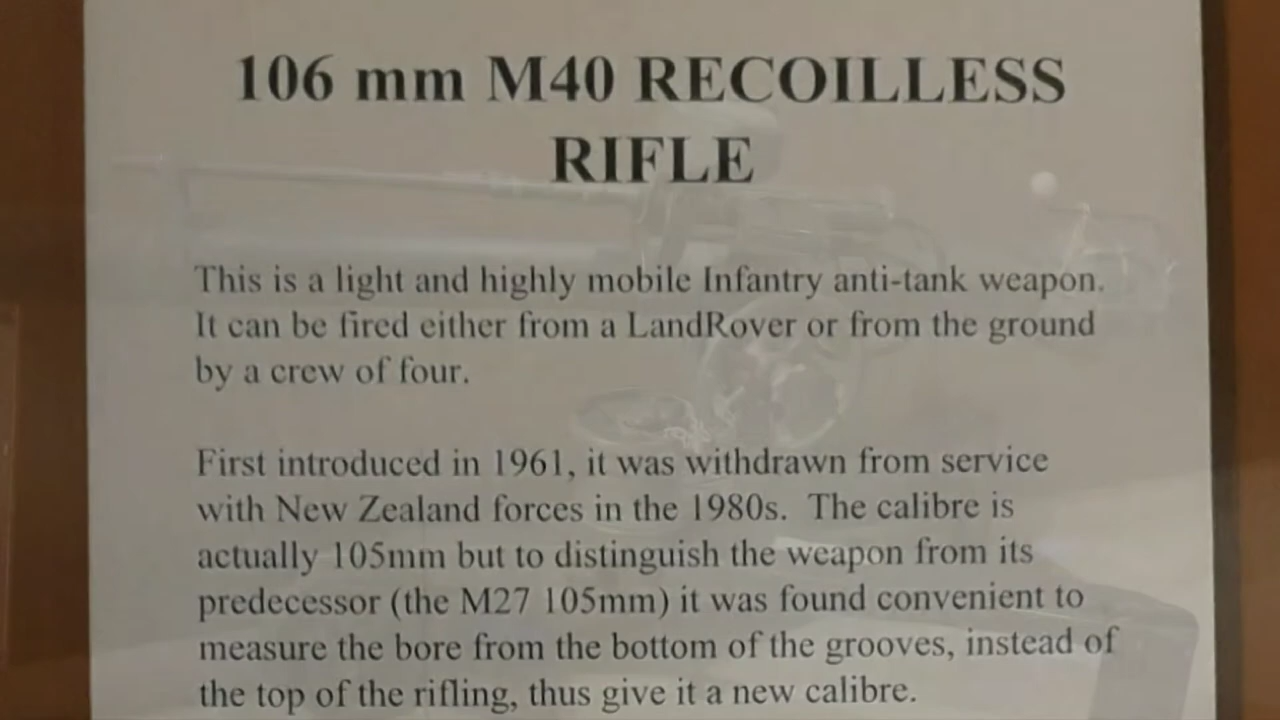 106 mm M40 RECOILLESS
RIFLE
This is a light and highly mobile Infantry anti-tank weapon.
It can be fired either from a LandRover or from the ground
by a crew of four.
First introduced in 1961, it was withdrawn from service
with New Zealand forces in the 1980s. The calibre is
actually 105mm but to distinguish the weapon from its
predecessor (the M27 105mm) it was found convenient to
measure the bore from the bottom of the grooves, instead of
the top of the rifling, thus give it a new calibre.